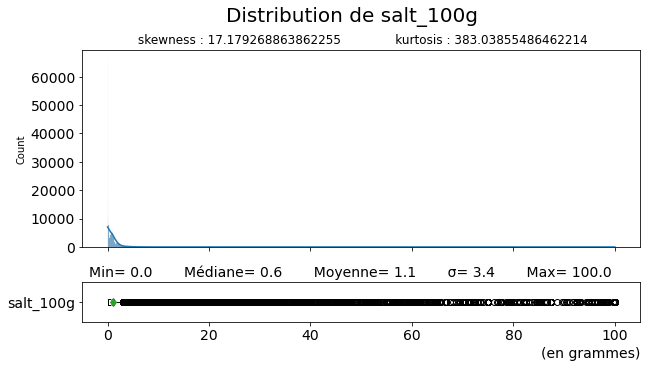 Distribution de salt_100g
skewness : 17.179268863862255 kurtosis : 383.03855486462214
Count
60000
50000
40000
30000
20000
10000
0
Min= 0.0 Médiane= 0.6 Moyenne= 1.1 σ= 3.4 Max= 100.0
salt_100g
0 20 40 60 80 100
(en grammes)